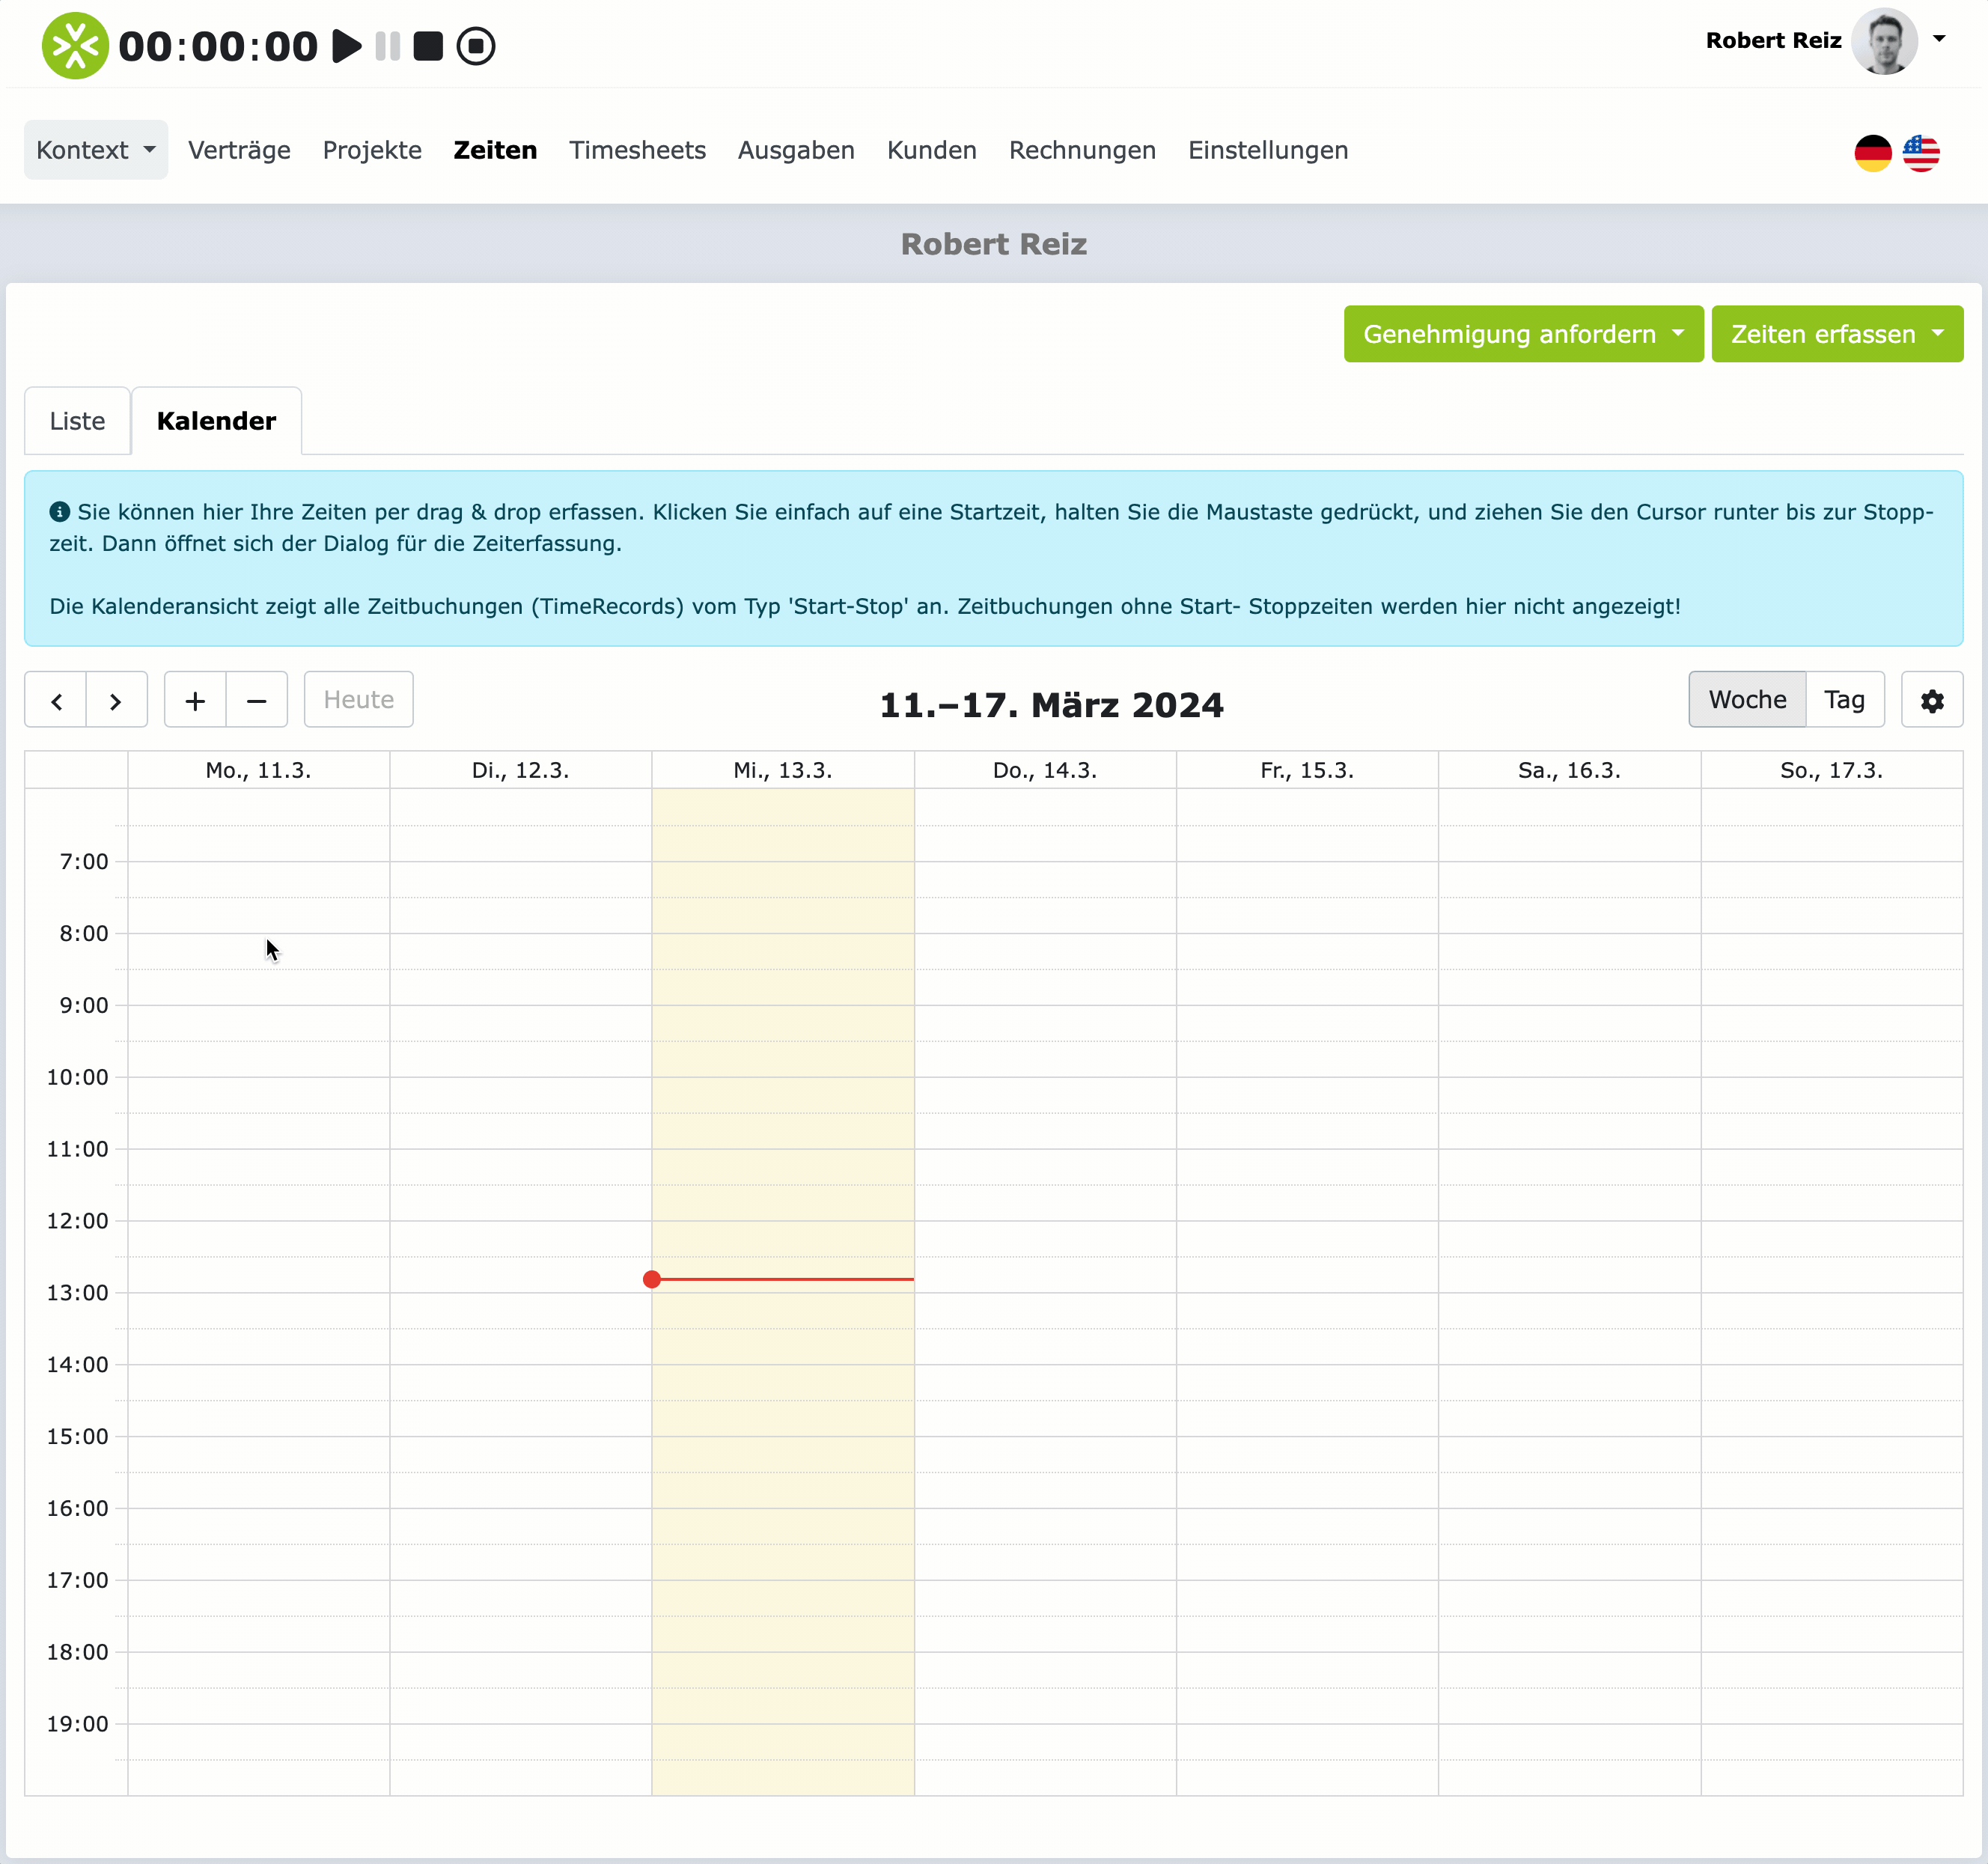 00:00:00
Robert Reiz
Kontext Verträge Projekte Zeiten Timesheets Ausgaben Kunden Rechnungen Einstellungen
Robert Reiz
Genehmigung anfordern Zeiten erfassen
Liste Kalender
Sie können hier Ihre Zeiten per drag & drop erfassen. Klicken Sie einfach auf eine Startzeit, halten Sie die Maustaste gedrückt, und ziehen Sie den Cursor runter bis zur Stopp-
zeit. Dann öffnet sich der Dialog für die Zeiterfassung.
Die Kalenderansicht zeigt alle Zeitbuchungen (TimeRecords) vom Typ 'Start-Stop' an. Zeitbuchungen ohne Start- Stoppzeiten werden hier nicht angezeigt!
Heute 11.–17. März 2024 Woche Tag
Mo., 11.3. Di., 12.3. Mi., 13.3. Do., 14.3. Fr., 15.3. Sa., 16.3. So., 17.3.
7:00
8:00
9:00
10:00
11:00
12:00
13:00
14:00
15:00
16:00
17:00
18:00
19:00